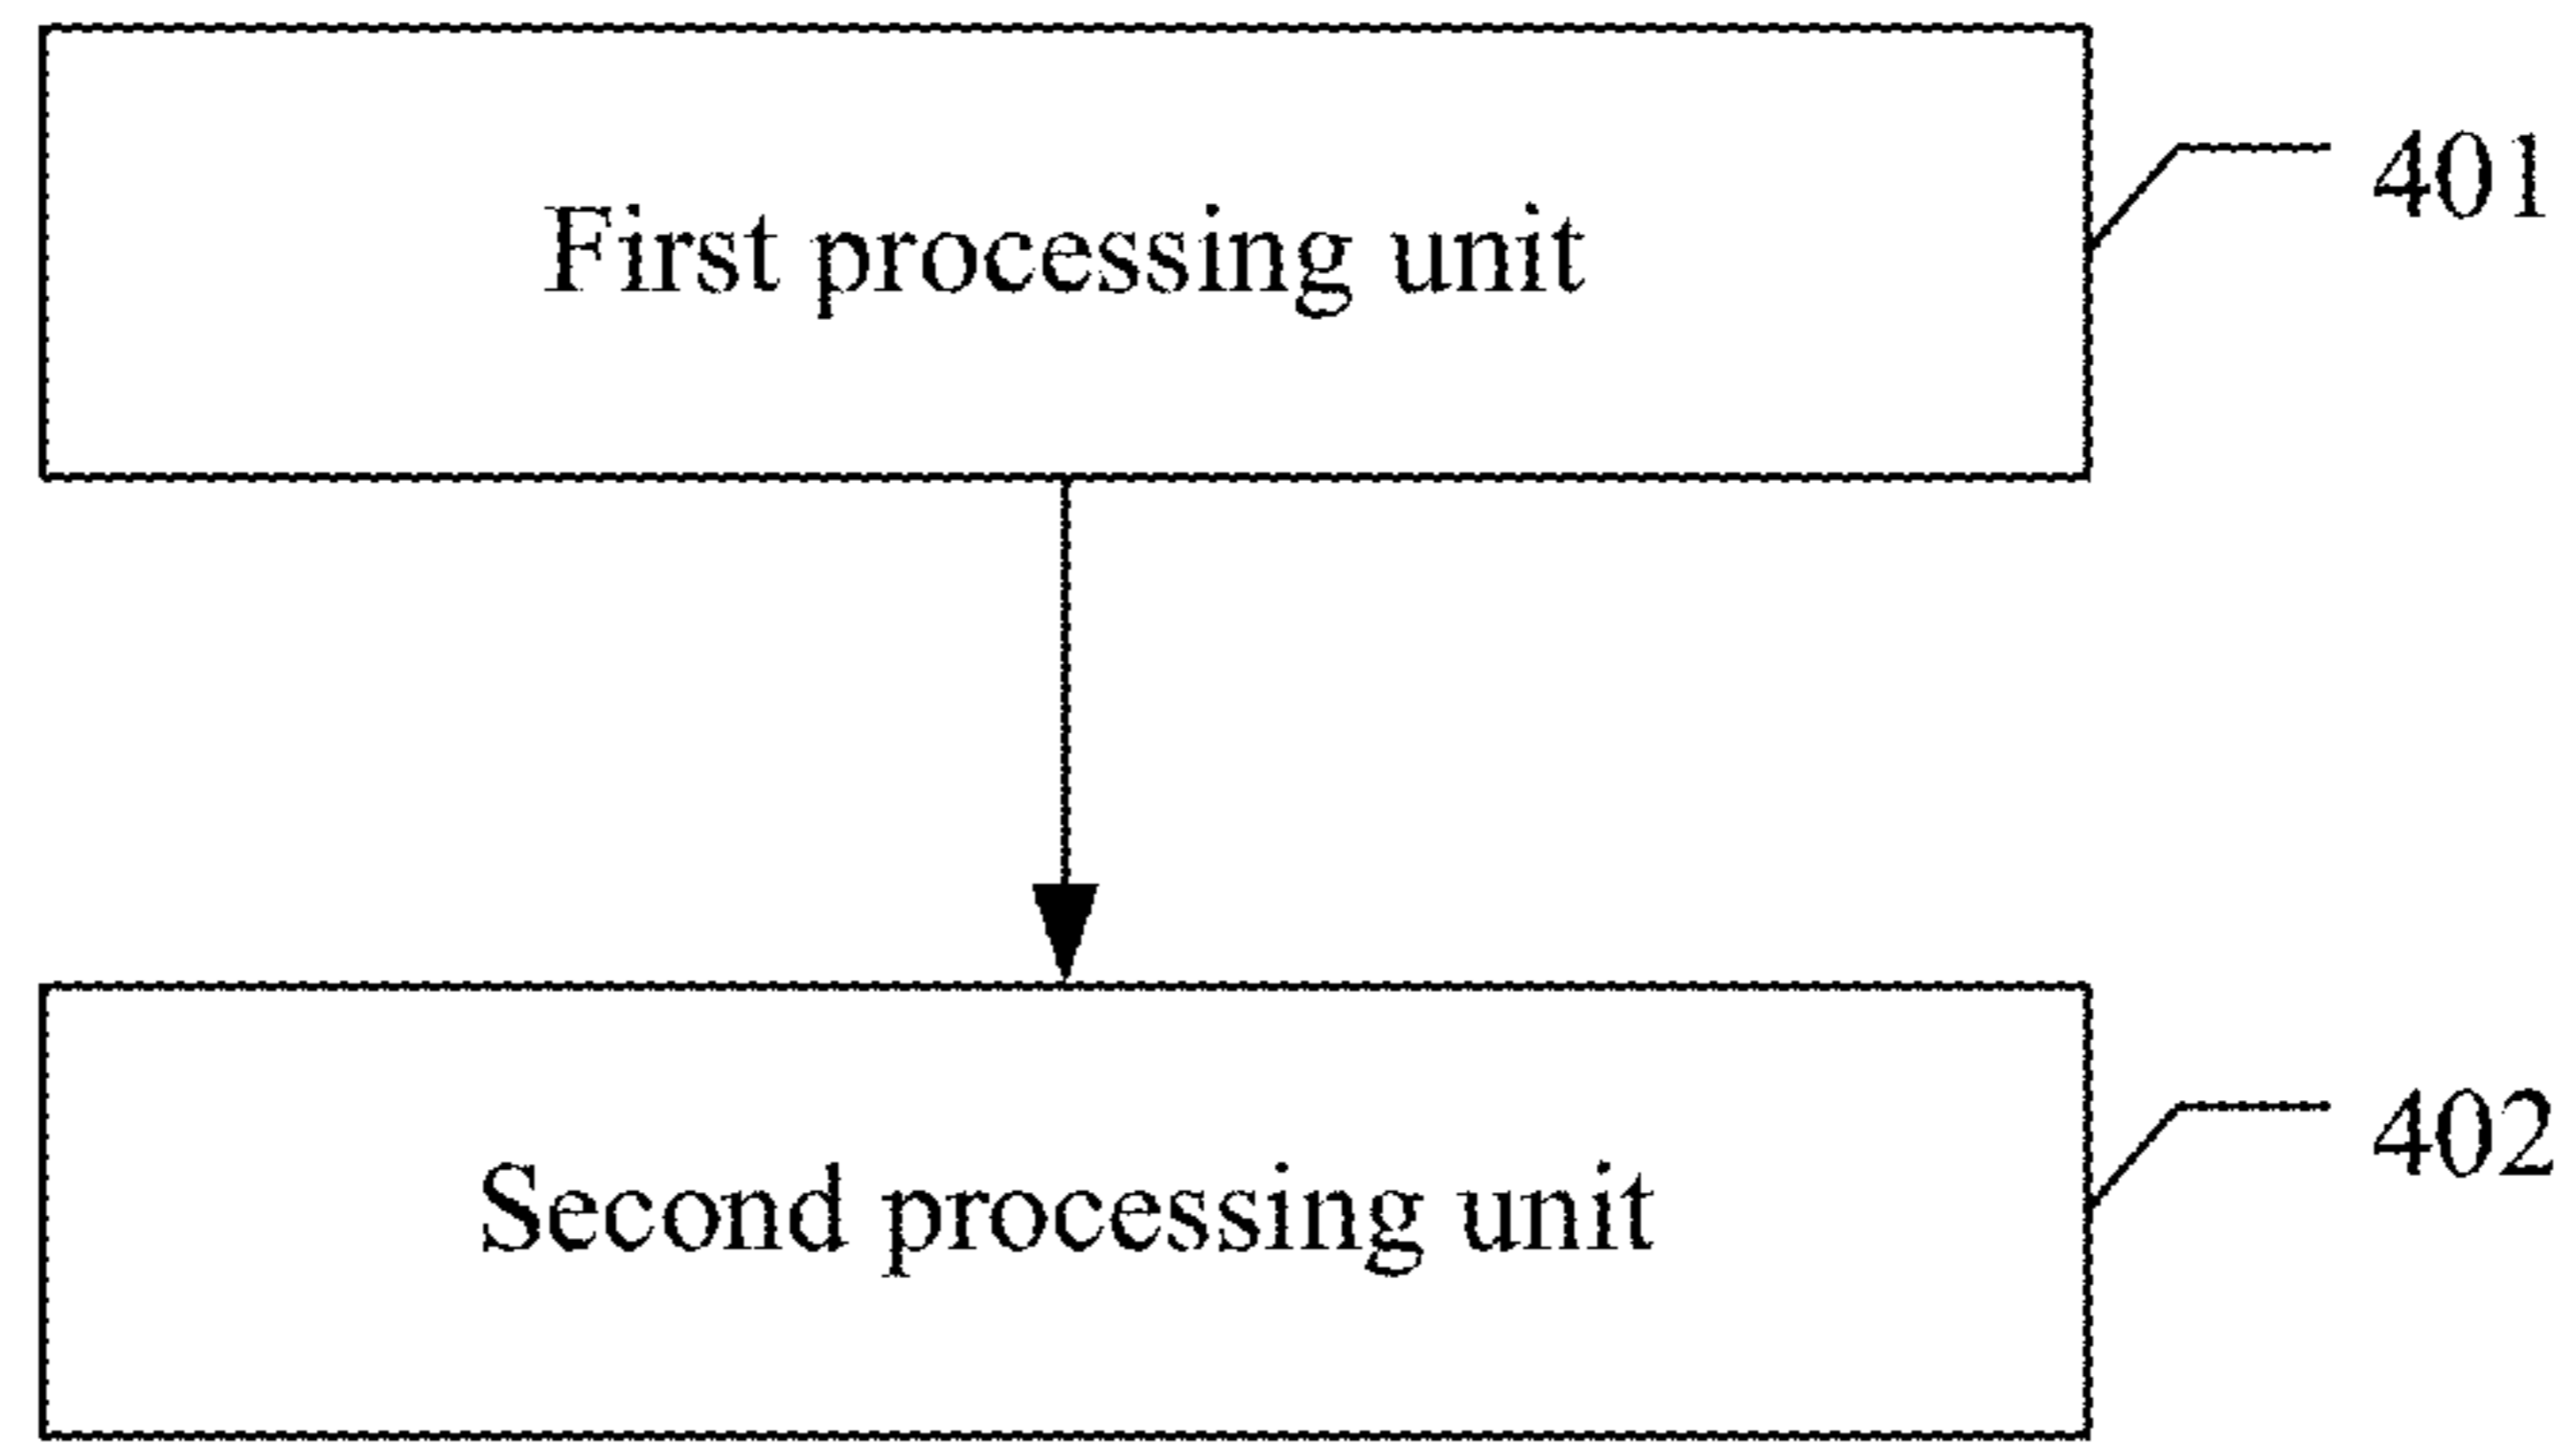 First processing unit
401
Second processing unit
402